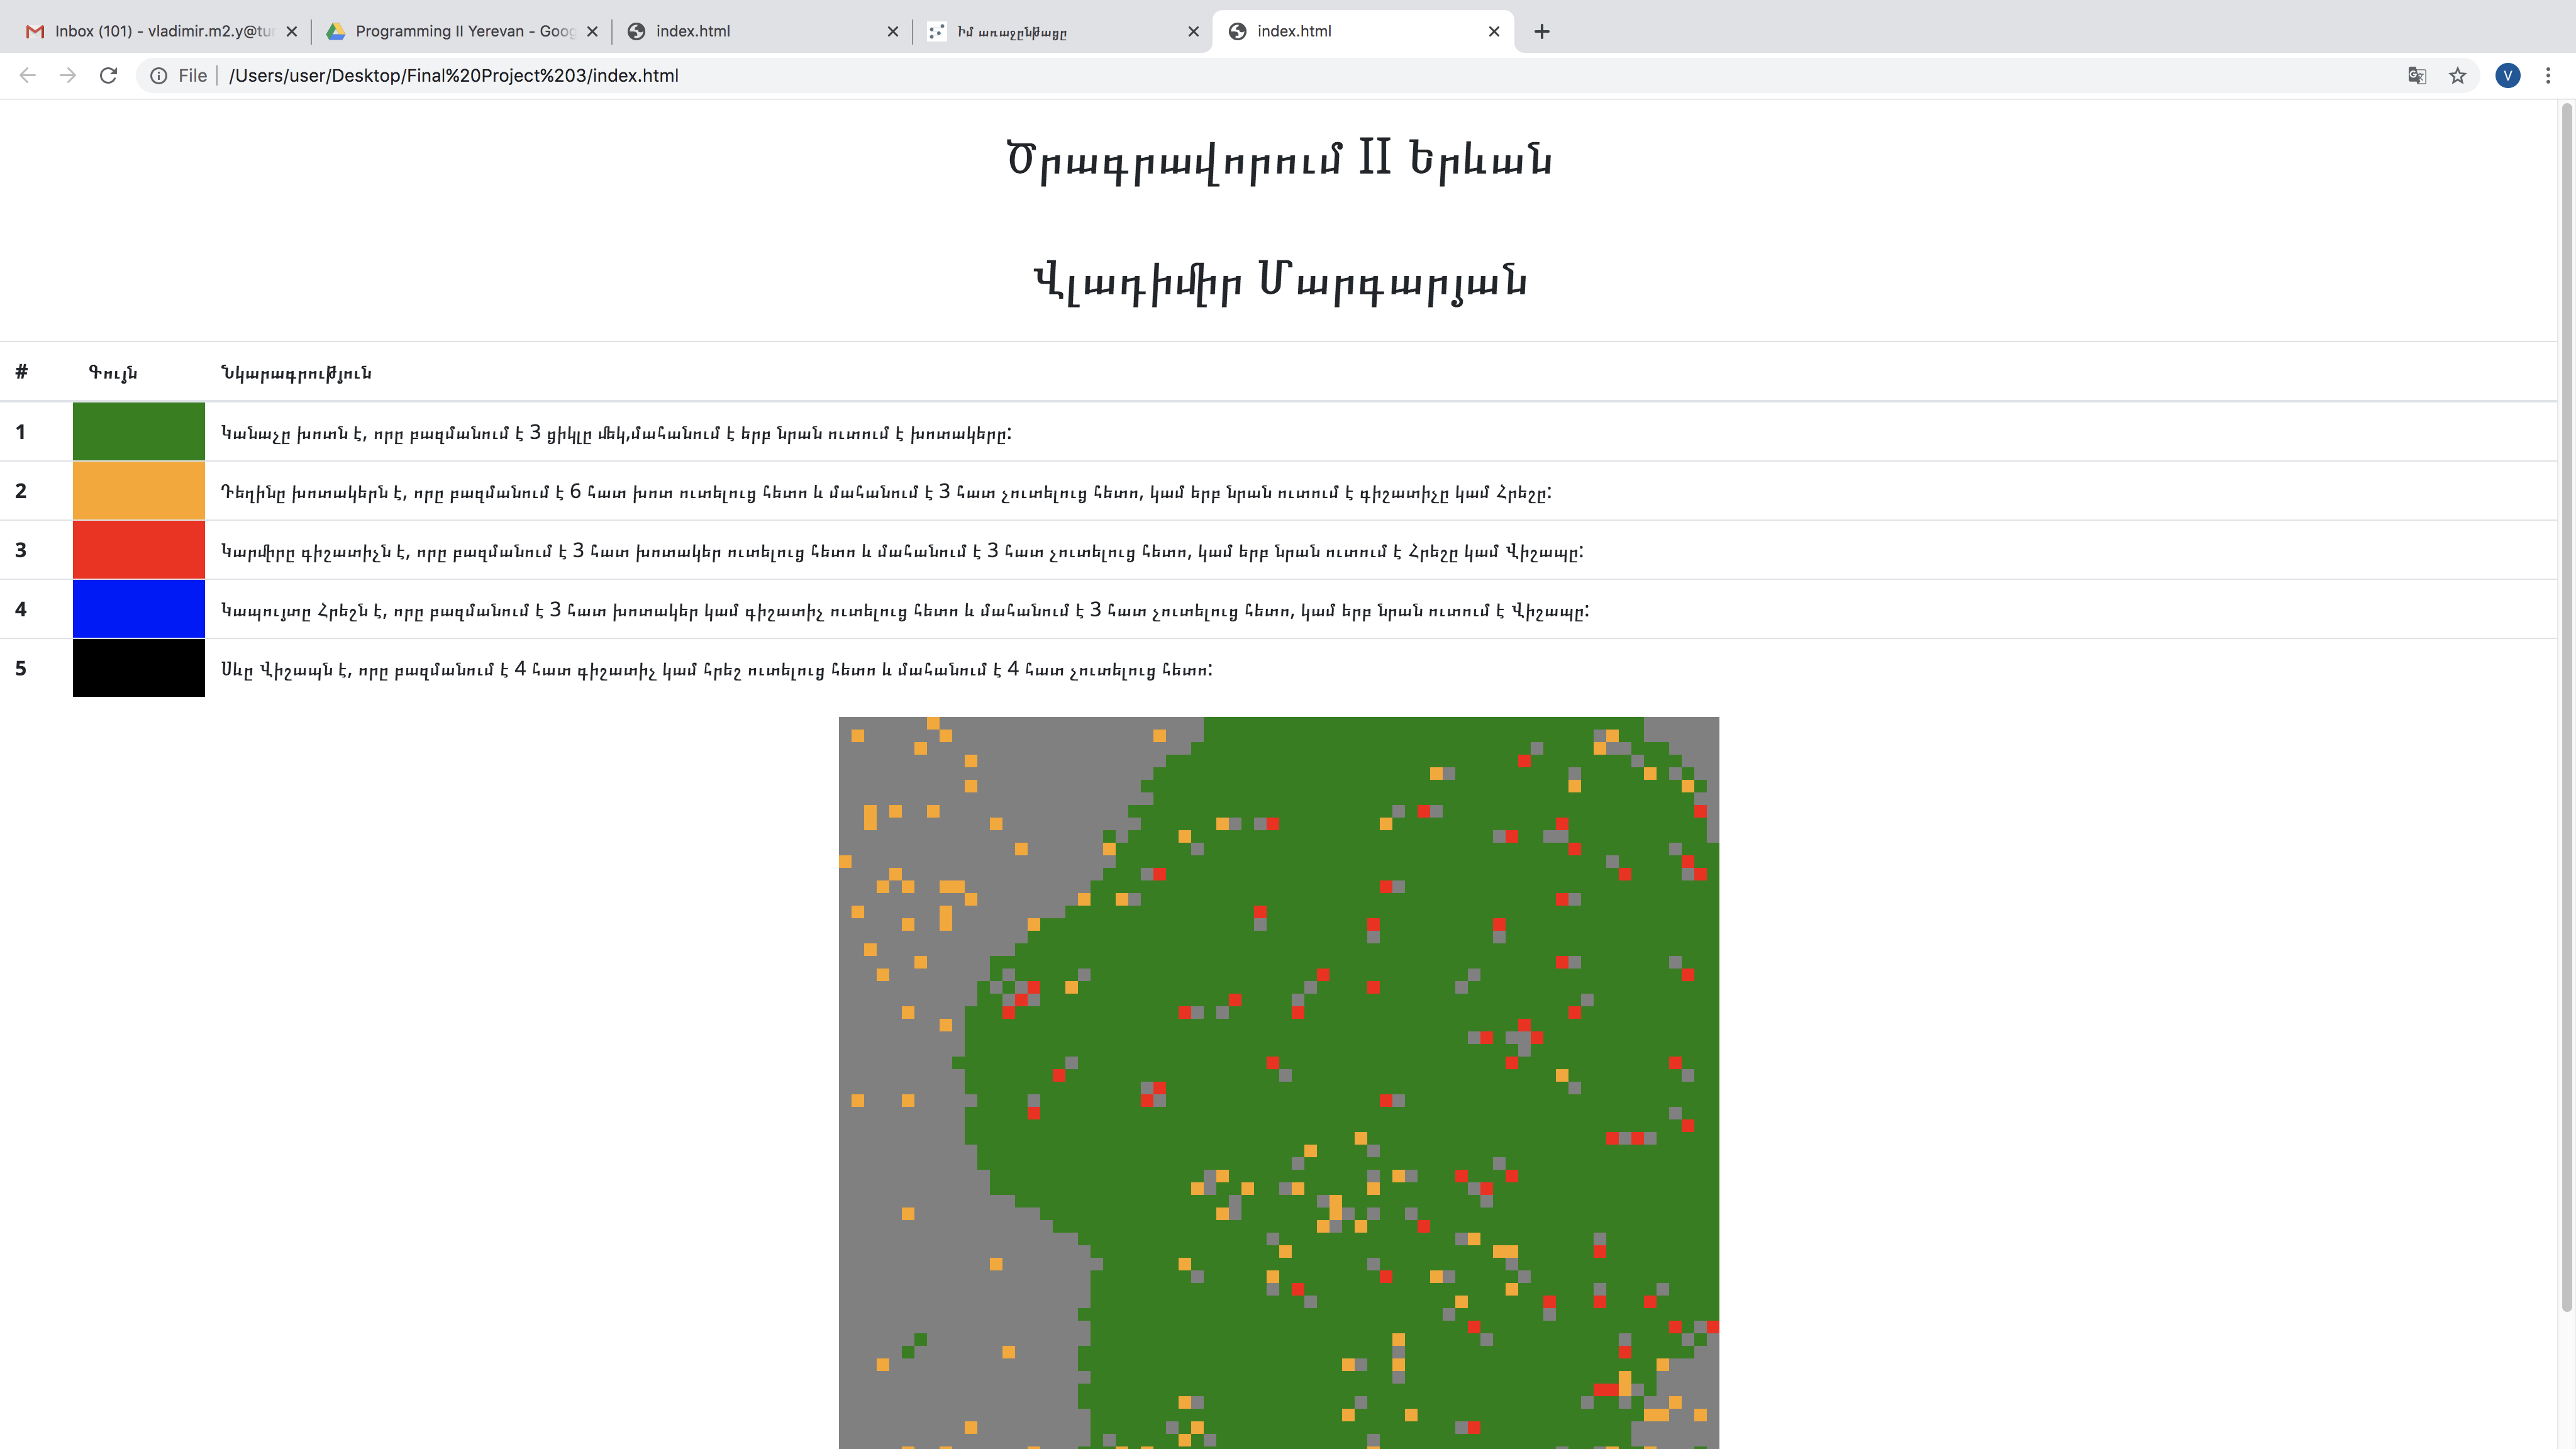 Inbox (101) - vladimir.m2.y@tu
Programming II Yerevan - Goog
index.html
Իմ առաջընթացը
index.html
File
/Users/user/Desktop/Final%20Project%203/index.html
V
Ծրագրավորում II Երևան
Վլադիմիր Մարգարյան
# Գույն Նկարագրություն
1 Կանաչը խոտն է, որը բազմանում է 3 ցիկլը մեկ,մահանում է երբ նրան ուտում է խոտակերը:
2 Դեղինը խոտակերն է, որը բազմանում է 6 հատ խոտ ուտելուց հետո և մահանում է 3 հատ չուտելուց հետո, կամ երբ նրան ուտում է գիշատիչը կամ Հրեշը:
3 Կարմիրը գիշատիչն է, որը բազմանում է 3 հատ խոտակեր ուտելուց հետո և մահանում է 3 հատ չուտելուց հետո, կամ երբ նրան ուտում է Հրեշը կամ Վիշապը:
4 Կապույտը Հրեշն է, որը բազմանում է 3 հատ խոտակեր կամ գիշատիչ ուտելուց հետո և մահանում է 3 հատ չուտելուց հետո, կամ երբ նրան ուտում է Վիշապը:
5 Սևը Վիշապն է, որը բազմանում է 4 հատ գիշատիչ կամ հրեշ ուտելուց հետո և մահանում է 4 հատ չուտելուց հետո: